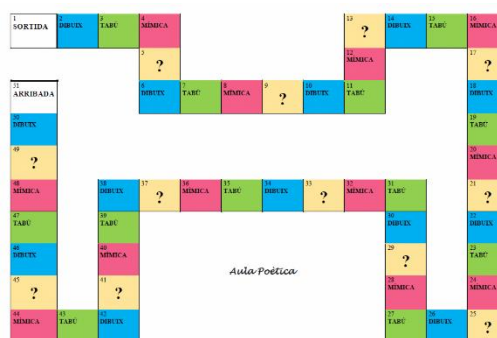 1 2 3 4 13 14 15 16
SORTIDA DIBUIX TABÚ MÍMICA ? DIBUIX TABÚ MÍMICA
5 12 17
? MÍMICA ?
51 6 7 8 9 10 11 18
ARRIBADA DIBUIX TABÚ MÍMICA ? DIBUIX TABÚ DIBUIX
50 19
DIBUIX TABÚ
49 20
? MÍMICA
48 38 37 36 35 34 33 32 31 21
MÍMICA DIBUIX ? MÍMICA TABÚ DIBUIX ? MÍMICA TABÚ ?
47 39 30 22
TABÚ TABÚ DIBUIX DIBUIX
46 40 29 23
DIBUIX MÍMICA ? TABÚ
Aula Poètica
45 41 28 24
? ? MÍMICA MÍMICA
44 43 42 27 26 25
MÍMICA TABÚ DIBUIX TABÚ DIBUIX ?